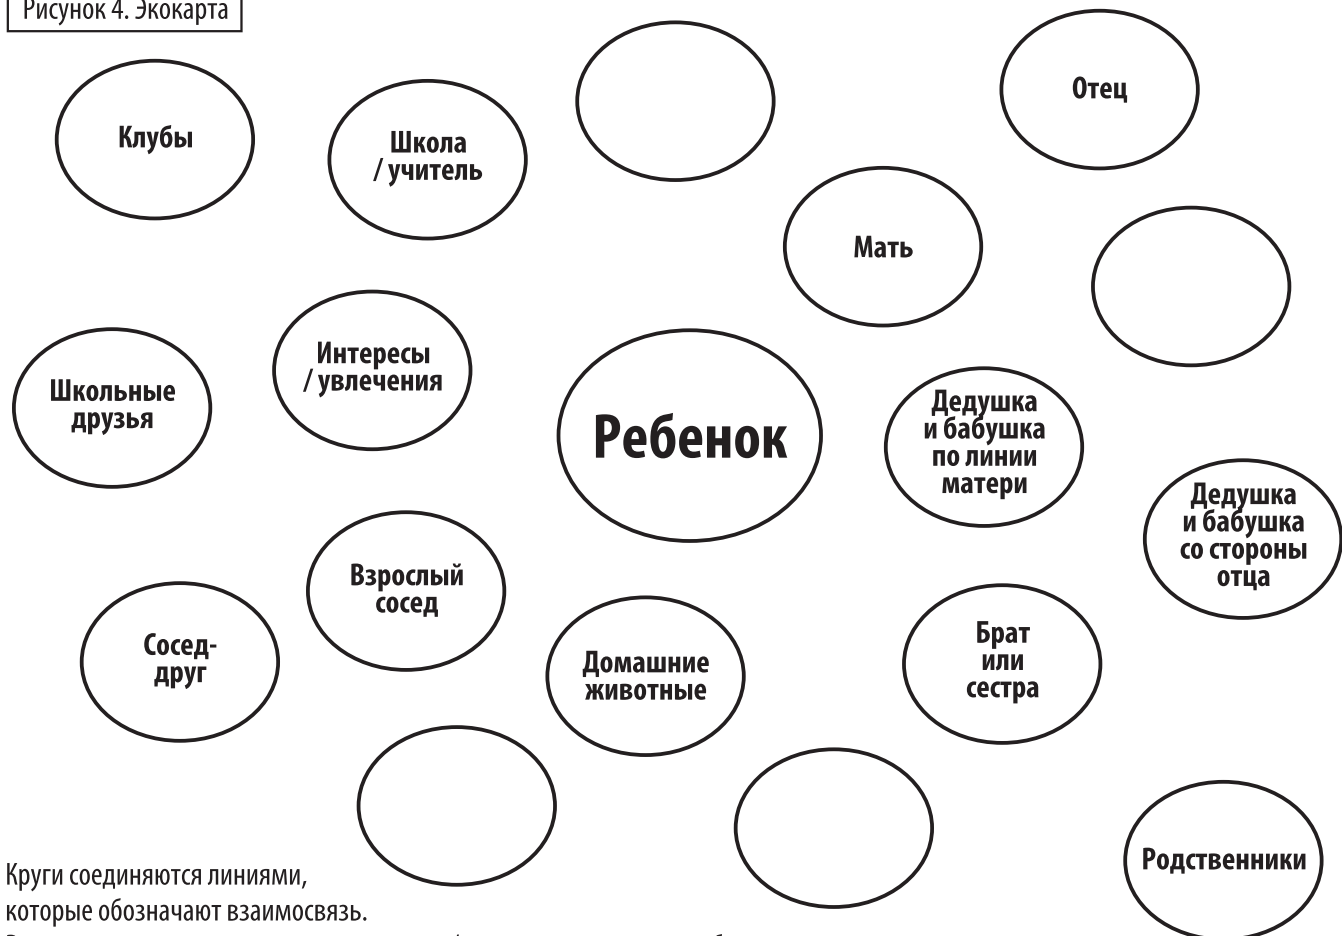 Рисунок 4. Экокарта
Отец
Клубы
Школа
/ учитель
Мать
Интересы
/ увлечения
Школьные
друзья
Ребенок
Дедушка
и бабушка
по линии
матери
Дедушка
и бабушка
со стороны
отца
Взрослый
сосед
Сосед-
друг
Домашние
животные
Брат
или
сестра
Родственники
Круги соединяются линиями,
которые обозначают взаимосвязь.